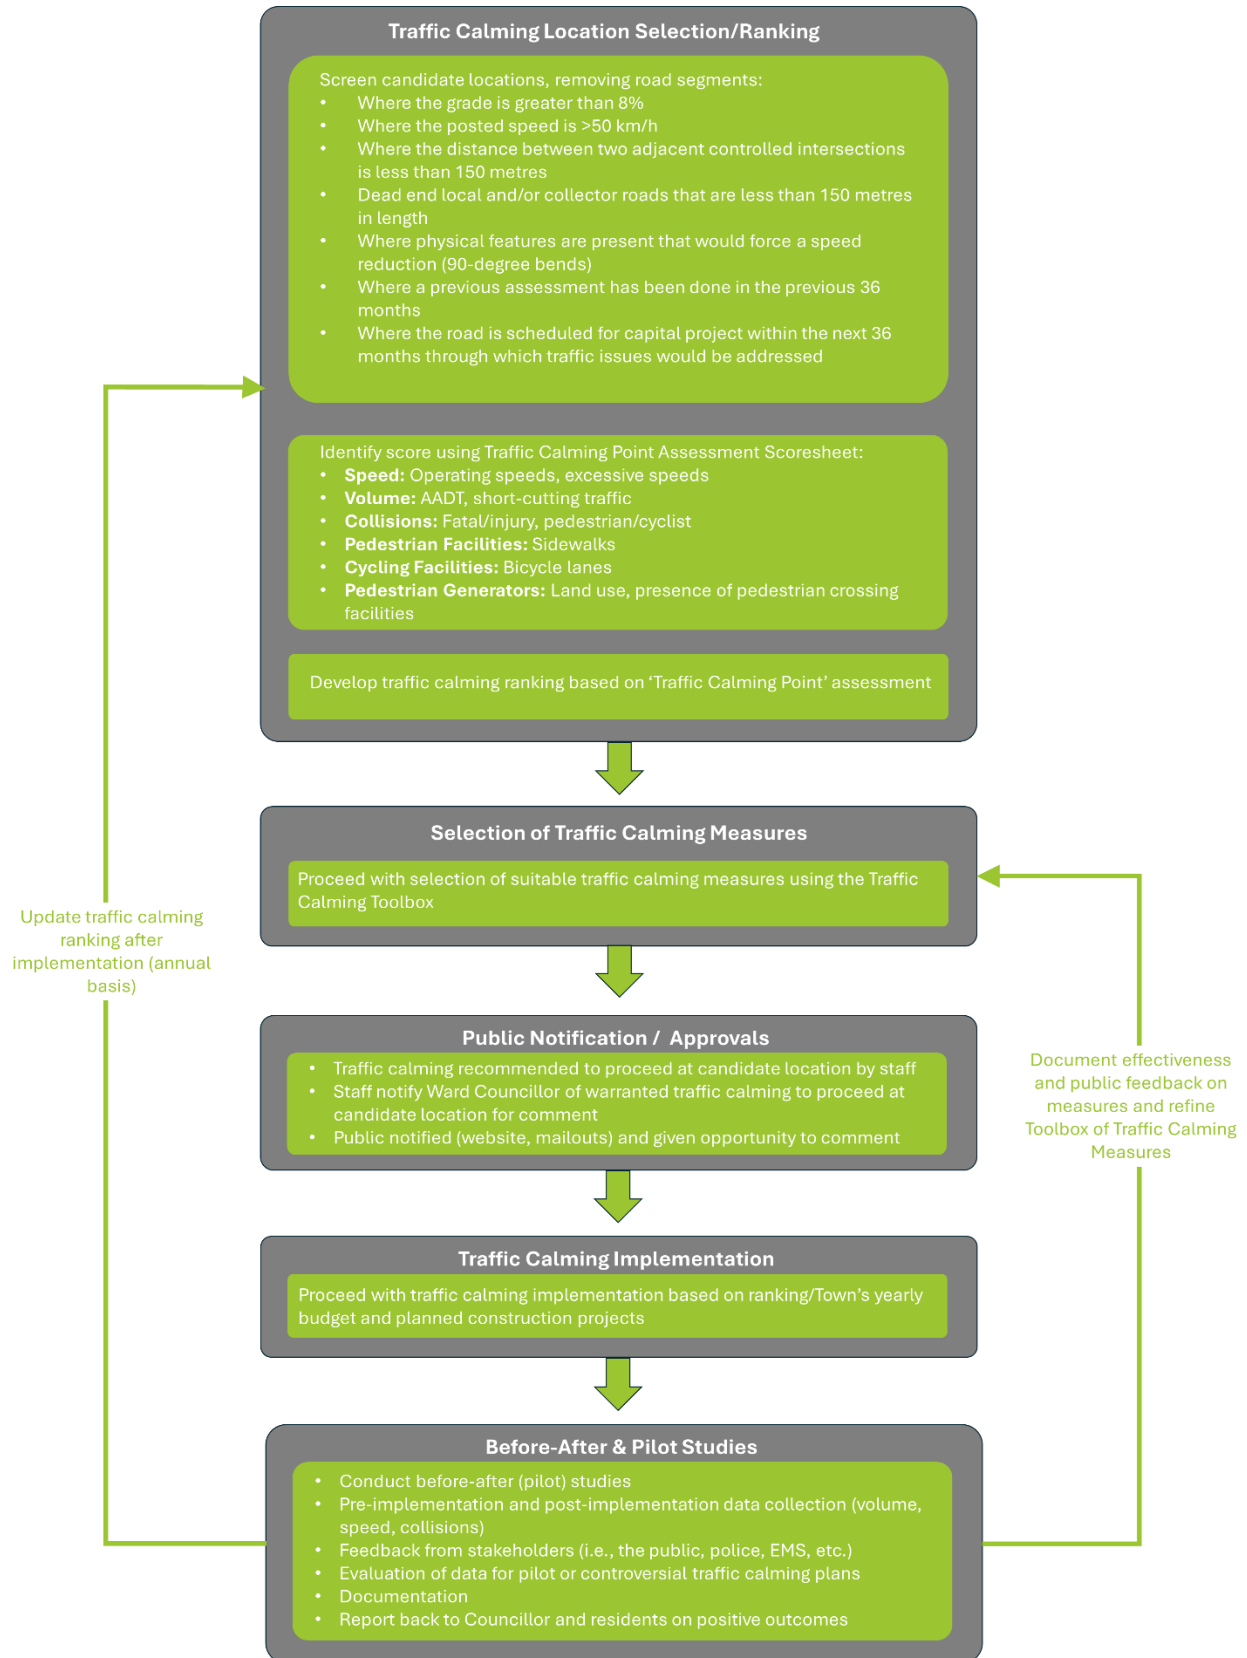 Traffic Calming Location Selection/Ranking
Screen candidate locations, removing road segments:
• Where the grade is greater than 8%
• Where the posted speed is >50 km/h
• Where the distance between two adjacent controlled intersections
is less than 150 metres
• Dead end local and/or collector roads that are less than 150 metres
in length
• Where physical features are present that would force a speed
reduction (90-degree bends)
• Where a previous assessment has been done in the previous 36
months
• Where the road is scheduled for capital project within the next 36
months through which traffic issues would be addressed
Identify score using Traffic Calming Point Assessment Scoresheet:
• Speed: Operating speeds, excessive speeds
• Volume: AADT, short-cutting traffic
• Collisions: Fatal/injury, pedestrian/cyclist
• Pedestrian Facilities: Sidewalks
• Cycling Facilities: Bicycle lanes
• Pedestrian Generators: Land use, presence of pedestrian crossing
facilities
Develop traffic calming ranking based on ‘Traffic Calming Point’ assessment
Selection of Traffic Calming Measures
Proceed with selection of suitable traffic calming measures using the Traffic
Calming Toolbox
Public Notification / Approvals
• Traffic calming recommended to proceed at candidate location by staff
• Staff notify Ward Councillor of warranted traffic calming to proceed at
candidate location for comment
• Public notified (website, mailouts) and given opportunity to comment
Traffic Calming Implementation
Proceed with traffic calming implementation based on ranking/Town’s yearly
budget and planned construction projects
Before-After & Pilot Studies
• Conduct before-after (pilot) studies
• Pre-implementation and post-implementation data collection (volume,
speed, collisions)
• Feedback from stakeholders (i.e., the public, police, EMS, etc.)
• Evaluation of data for pilot or controversial traffic calming plans
• Documentation
• Report back to Councillor and residents on positive outcomes
Update traffic calming
ranking after
implementation (annual
basis)
Document effectiveness
and public feedback on
measures and refine
Toolbox of Traffic Calming
Measures